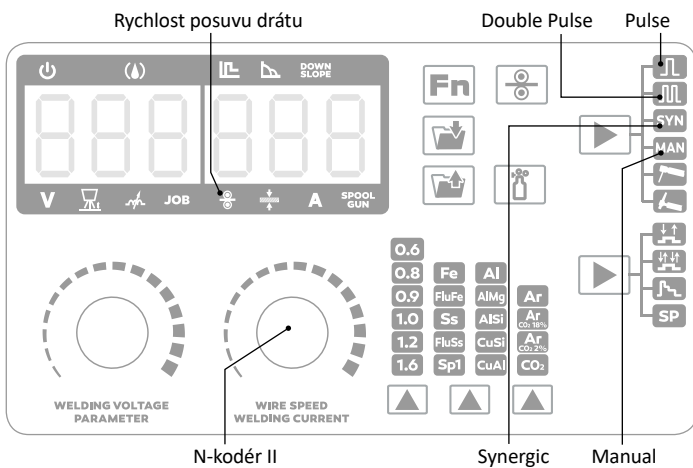 Rychlost posuvu drátu
Double Pulse
Pulse
DOWN
SLOPE
888 888
V
JOB
A
SPOOL
GUN
Fn
SYN
MAN
SP
0.6
0.8 Fe Al
0.9 FluFe AlMg Ar
1.0 Ss AlSi Ar CO₂ 18%
1.2 FluSs CuSi Ar CO₂ 2%
1.6 Sp1 CuAl CO₂
WELDING VOLTAGE
PARAMETER
WIRE SPEED
WELDING CURRENT
N-kodér II
Synergic
Manual